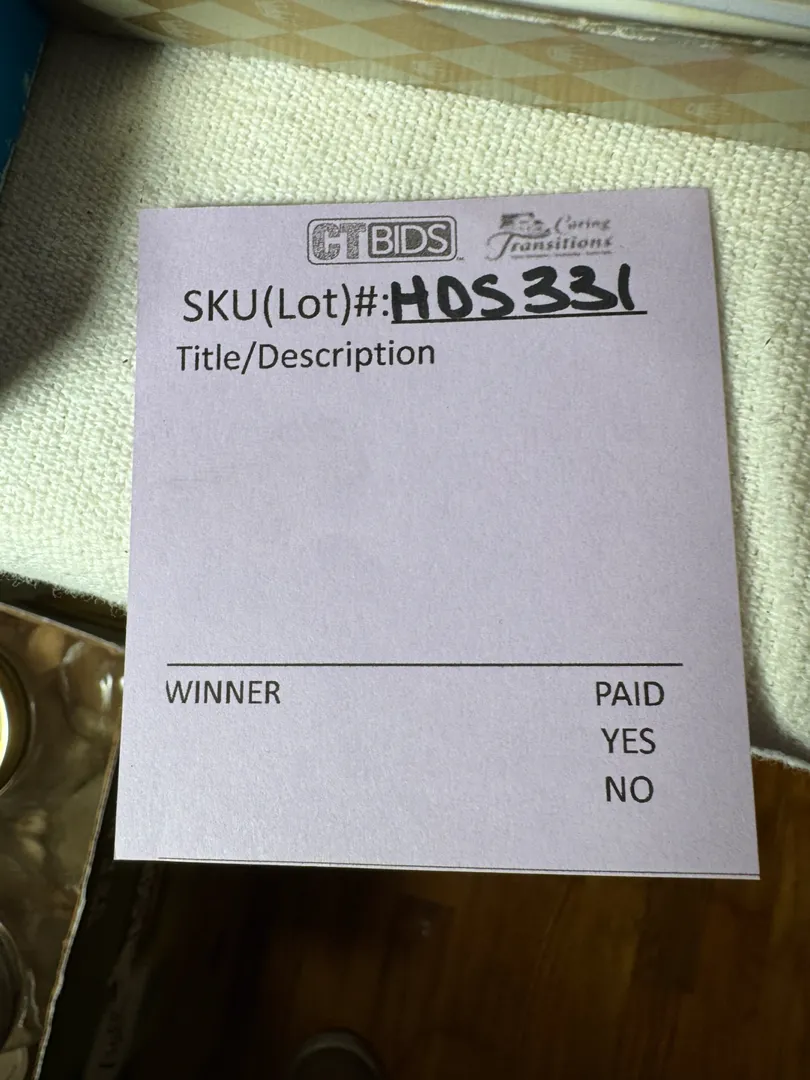 CTBIDS Caring Transitions
SKU(Lot)#:HDS331
Title/Description
WINNER PAID
YES
NO